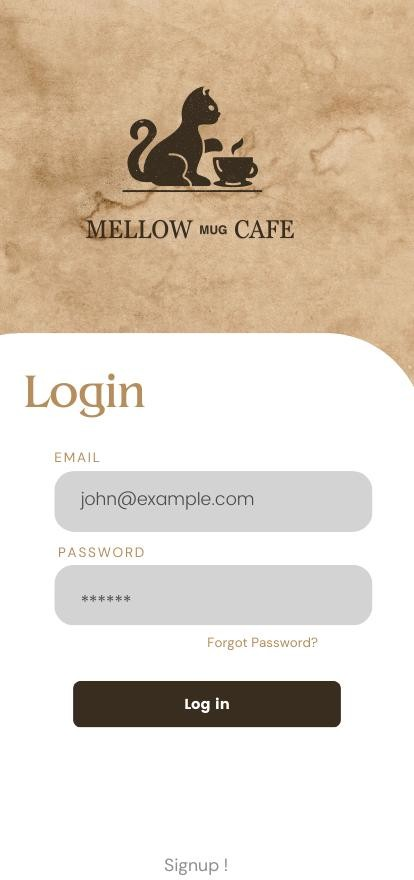 MELLOW MUG CAFE
Login
EMAIL
john@example.com
PASSWORD
******
Forgot Password?
Log in
Signup !